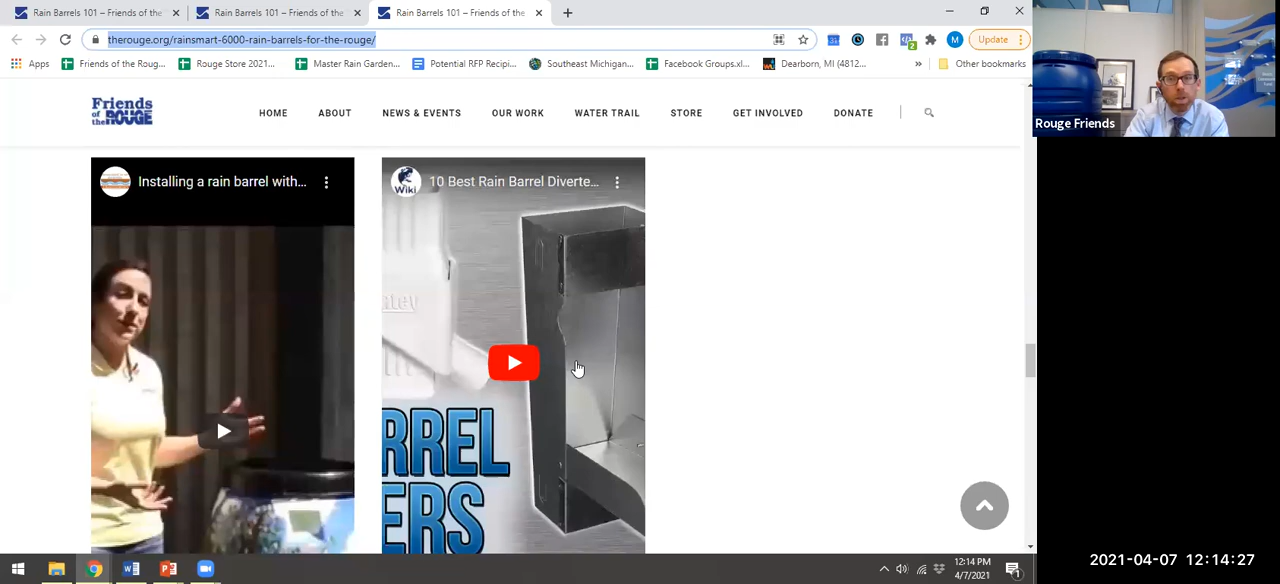 Rain Barrels 101 – Friends of the
Rain Barrels 101 – Friends of the
Rain Barrels 101 – Friends of the
therouge.org/rainsmart-6000-rain-barrels-for-the-rouge/
2
M
Update
Apps
Friends of the Roug...
Rouge Store 2021...
Master Rain Garden...
Potential RFP Recipi...
Southeast Michigan...
Facebook Groups.xl...
Dearborn, MI (4812...
»
Other bookmarks
Friends
of the ROUGE
HOME
ABOUT
NEWS & EVENTS
OUR WORK
WATER TRAIL
STORE
GET INVOLVED
DONATE
Installing a rain barrel with...
Wiki
10 Best Rain Barrel Diverte...
RREL
ERS
Rouge Friends
12:14 PM
4/7/2021
1
2021-04-07 12:14:27